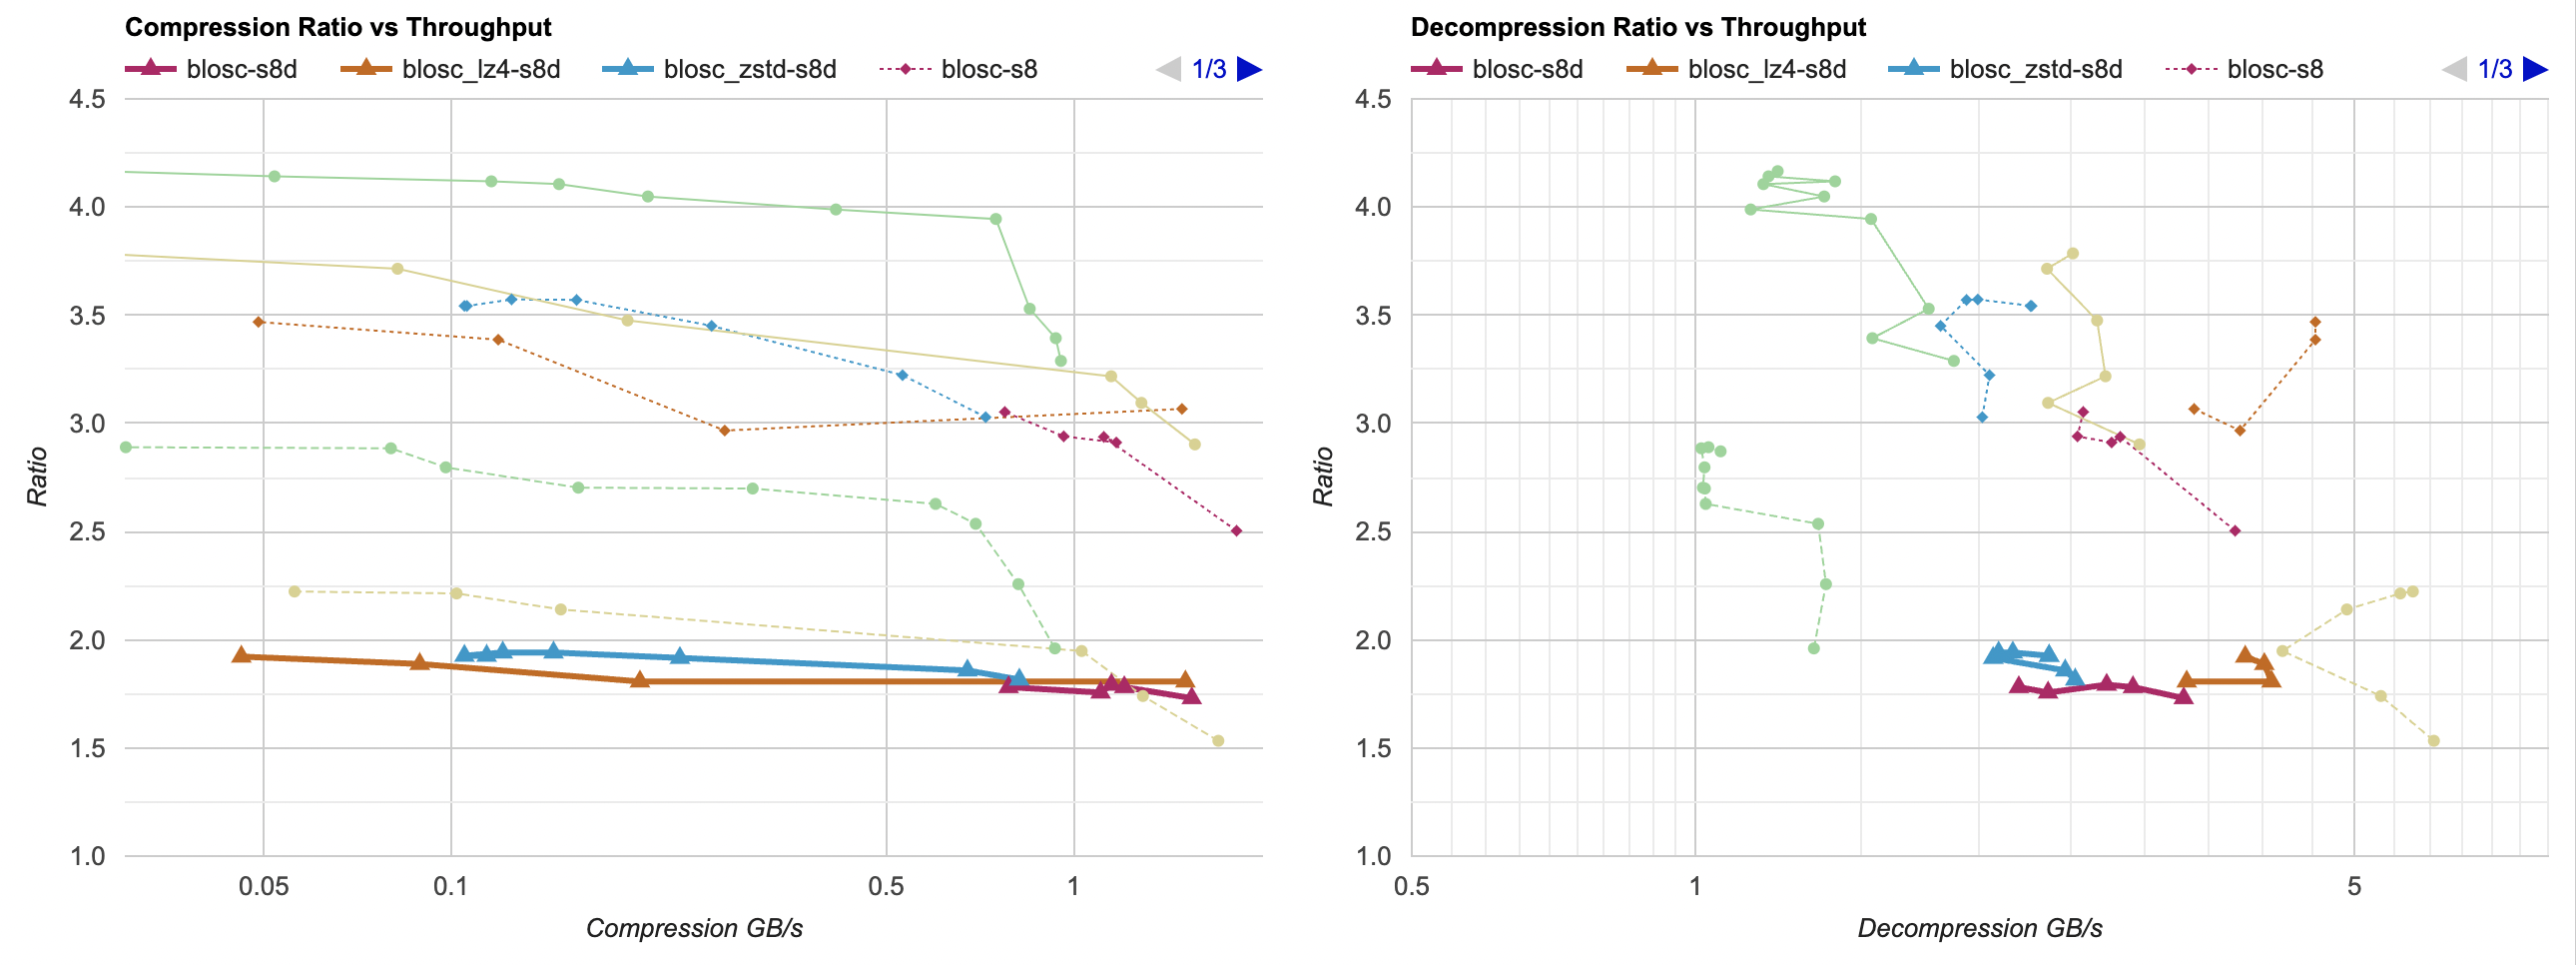 Compression Ratio vs Throughput
blosc-s8d blosc_lz4-s8d blosc_zstd-s8d blosc-s8 1/3
4.5
4.0
3.5
3.0
2.5
2.0
1.5
1.0
Ratio
0.05 0.1 0.5 1
Compression GB/s
Decompression Ratio vs Throughput
blosc-s8d blosc_lz4-s8d blosc_zstd-s8d blosc-s8 1/3
4.5
4.0
3.5
3.0
2.5
2.0
1.5
1.0
Ratio
0.5 1 5
Decompression GB/s